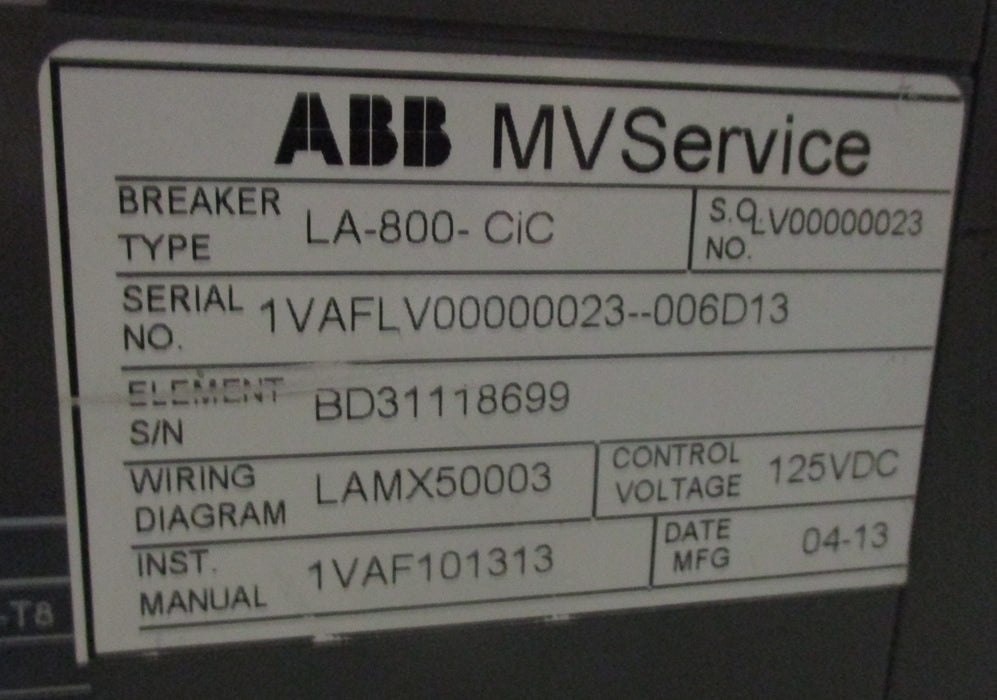 ABB MVService
BREAKER TYPE LA-800- CiC S.O. NO. LV00000023
SERIAL NO. 1VAFLV00000023--006D13
ELEMENT S/N BD31118699
WIRING DIAGRAM LAMX50003 CONTROL VOLTAGE 125VDC
INST. MANUAL 1VAF101313 DATE MFG 04-13
-T8